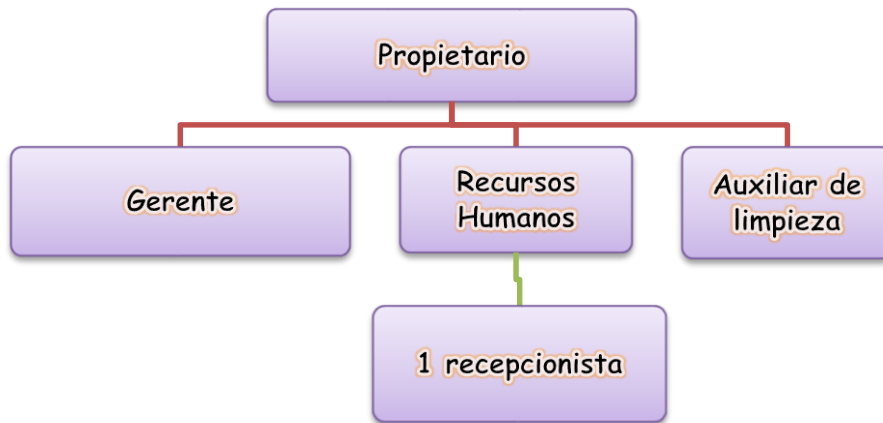 Propietario
Gerente
Recursos
Humanos
Auxiliar de
limpieza
1 recepcionista